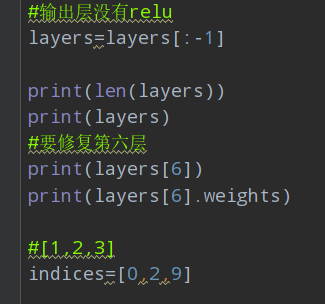 #输出层没有relu
layers=layers[:-1]
print(len(layers))
print(layers)
#要修复第六层
print(layers[6])
print(layers[6].weights)
#[1,2,3]
indices=[0,2,9]